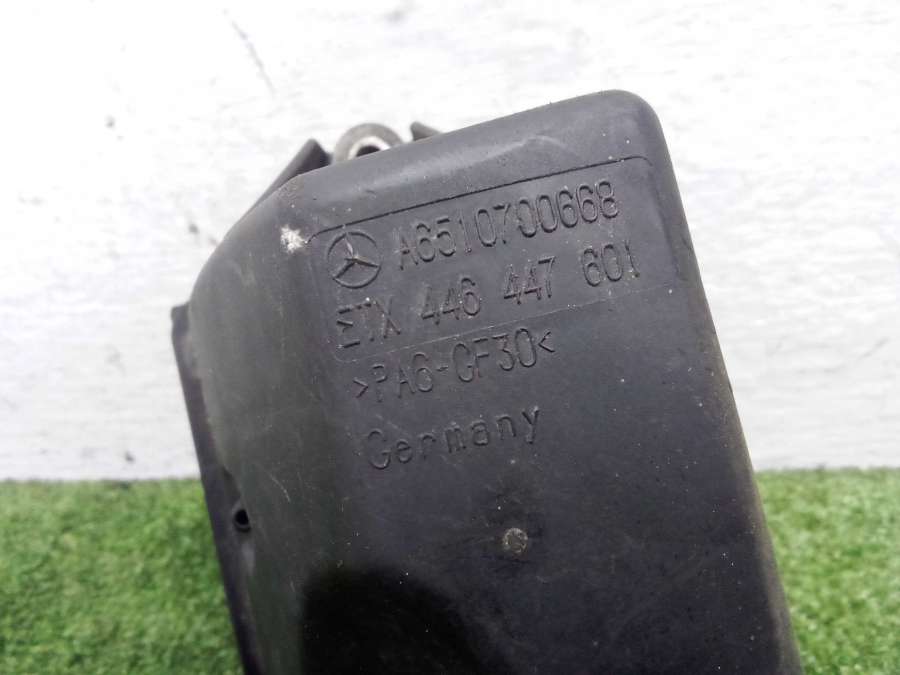 A6510700668
ETX 446 447 601
>PA6-GF30<
Germany